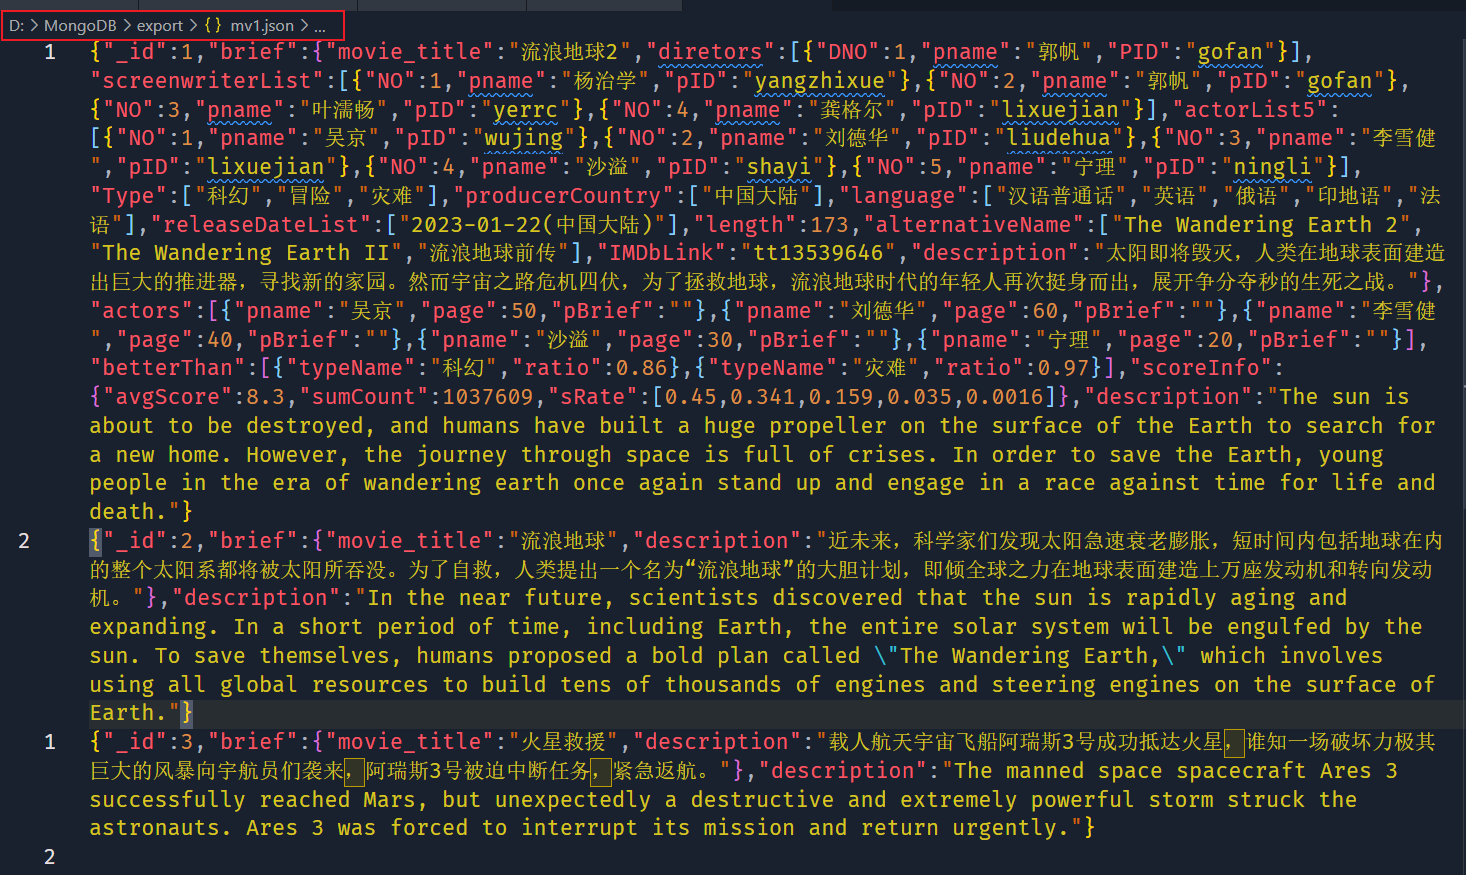 D: > MongoDB > export > {} mv1.json > ...
1 {"_id":1,"brief":{"movie_title":"流浪地球2","diretors":[{"DNO":1,"pname":"郭帆","PID":"gofan"}],
"screenwriterList":[{"NO":1,"pname":"杨治学","pID":"yangzhixue"},{"NO":2,"pname":"郭帆","pID":"gofan"},
{"NO":3,"pname":"叶濡畅","pID":"yerrc"},{"NO":4,"pname":"龚格尔","pID":"lixuejian"}],"actorList5":
[{"NO":1,"pname":"吴京","pID":"wujing"},{"NO":2,"pname":"刘德华","pID":"liudehua"},{"NO":3,"pname":"李雪健
","pID":"lixuejian"},{"NO":4,"pname":"沙溢","pID":"shayi"},{"NO":5,"pname":"宁理","pID":"ningli"}],
"Type":["科幻","冒险","灾难"],"producerCountry":["中国大陆"],"language":["汉语普通话","英语","俄语","印地语","法
语"],"releaseDateList":["2023-01-22(中国大陆)"],"length":173,"alternativeName":["The Wandering Earth 2",
"The Wandering Earth II","流浪地球前传"],"IMDbLink":"tt13539646","description":"太阳即将毁灭，人类在地球表面建造
出巨大的推进器，寻找新的家园。然而宇宙之路危机四伏，为了拯救地球，流浪地球时代的年轻人再次挺身而出，展开争分夺秒的生死之战。"},
"actors":[{"pname":"吴京","page":50,"pBrief":""},{"pname":"刘德华","page":60,"pBrief":""},{"pname":"李雪健
","page":40,"pBrief":""},{"pname":"沙溢","page":30,"pBrief":""},{"pname":"宁理","page":20,"pBrief":""}],
"betterThan":[{"typeName":"科幻","ratio":0.86},{"typeName":"灾难","ratio":0.97}],"scoreInfo":
{"avgScore":8.3,"sumCount":1037609,"sRate":[0.45,0.341,0.159,0.035,0.0016]},"description":"The sun is
about to be destroyed, and humans have built a huge propeller on the surface of the Earth to search for
a new home. However, the journey through space is full of crises. In order to save the Earth, young
people in the era of wandering earth once again stand up and engage in a race against time for life and
death."}
2 {"_id":2,"brief":{"movie_title":"流浪地球","description":"近未来，科学家们发现太阳急速衰老膨胀，短时间内包括地球在内
的整个太阳系都将被太阳所吞没。为了自救，人类提出一个名为“流浪地球”的大胆计划，即倾全球之力在地球表面建造上万座发动机和转向发动
机。"},"description":"In the near future, scientists discovered that the sun is rapidly aging and
expanding. In a short period of time, including Earth, the entire solar system will be engulfed by the
sun. To save themselves, humans proposed a bold plan called \"The Wandering Earth,\" which involves
using all global resources to build tens of thousands of engines and steering engines on the surface of
Earth."}
1 {"_id":3,"brief":{"movie_title":"火星救援","description":"载人航天宇宙飞船阿瑞斯3号成功抵达火星，谁知一场破坏力极其
巨大的风暴向宇航员们袭来，阿瑞斯3号被迫中断任务，紧急返航。"},"description":"The manned space spacecraft Ares 3
successfully reached Mars, but unexpectedly a destructive and extremely powerful storm struck the
astronauts. Ares 3 was forced to interrupt its mission and return urgently."}
2